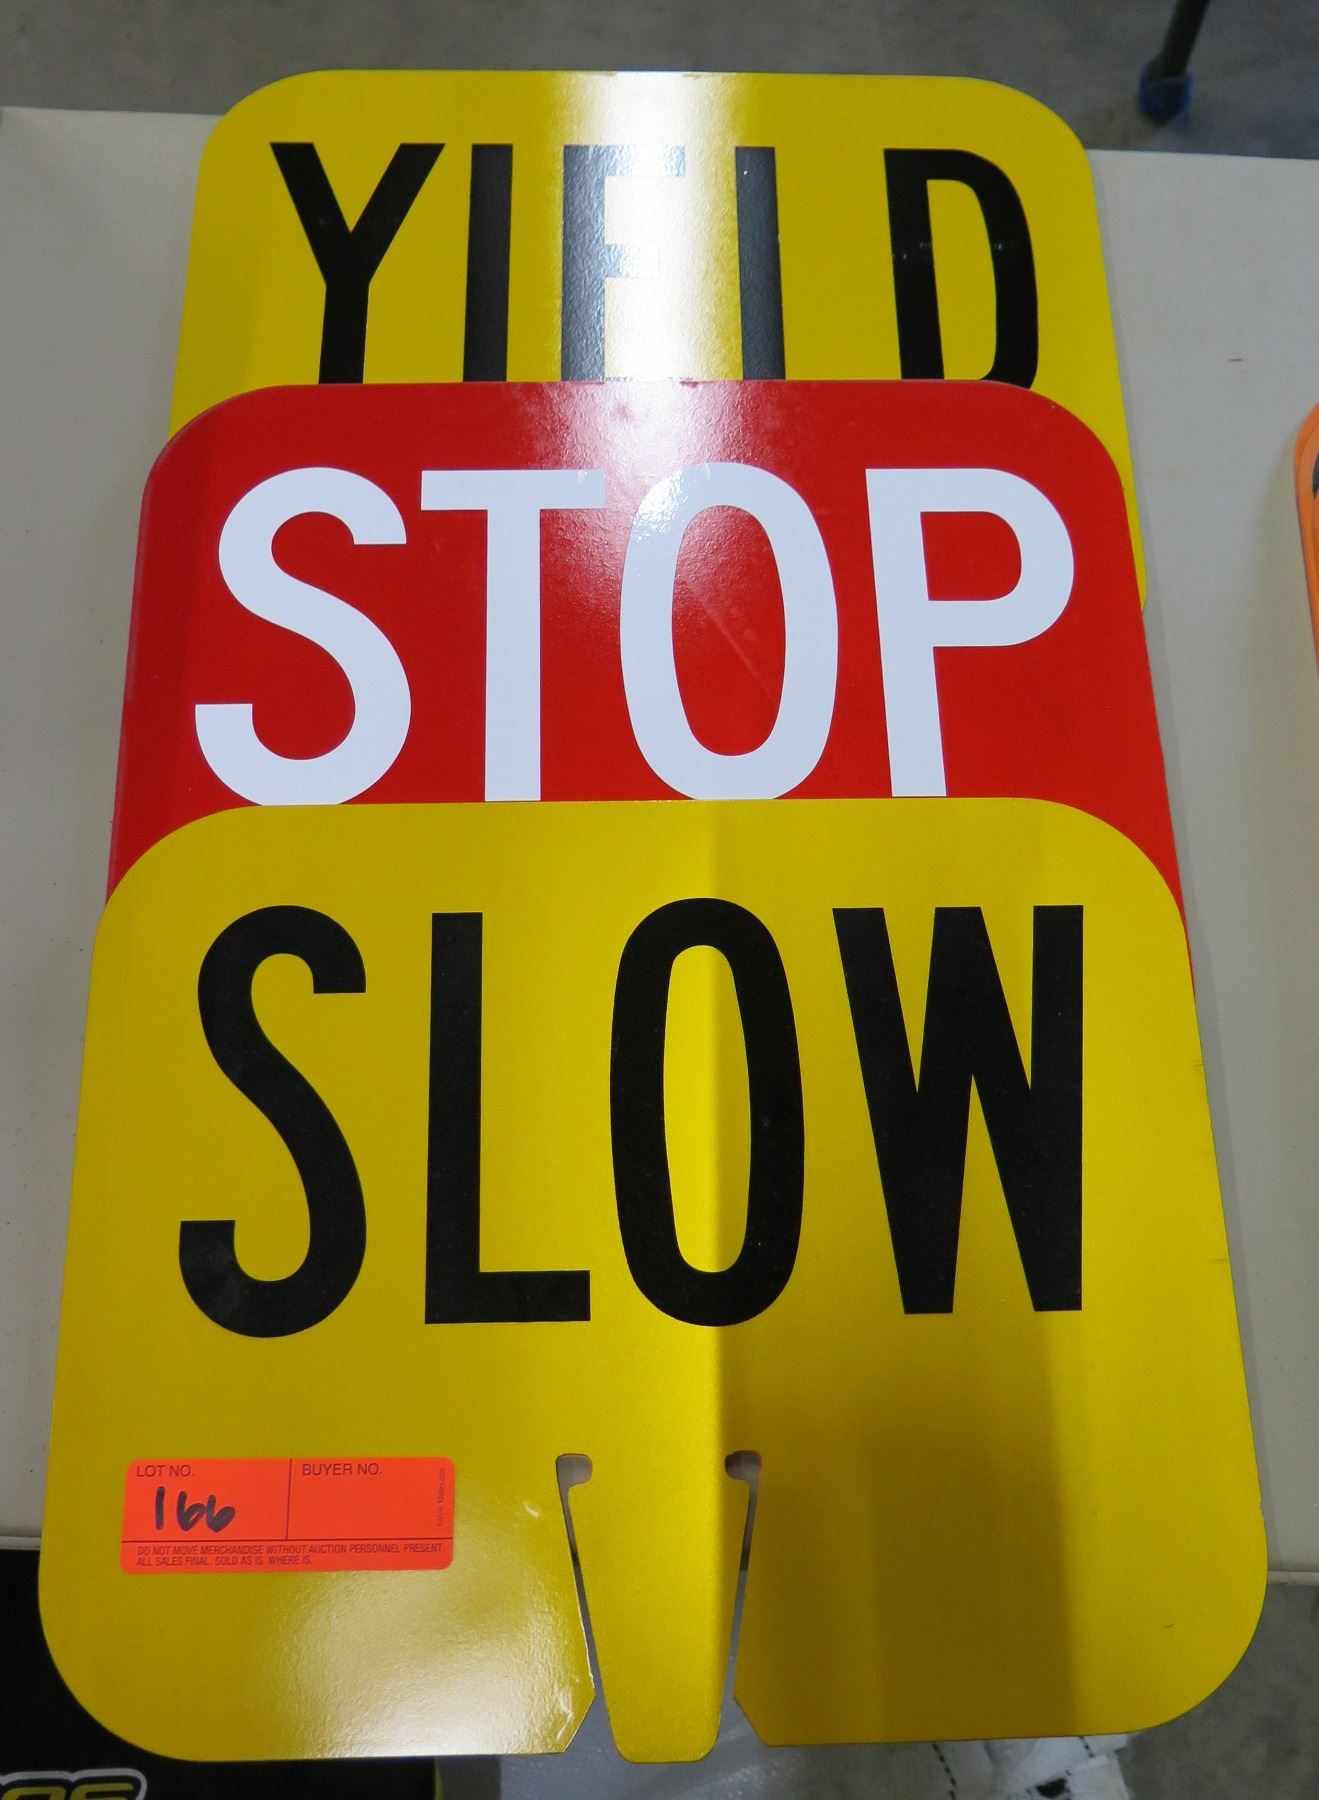 YIELD
STOP
SLOW
LOT NO. BUYER NO.
166
DO NOT MOVE MERCHANDISE WITHOUT AUCTION PERSONNEL PRESENT
ALL SALES FINAL. SOLD AS IS. WHERE IS.